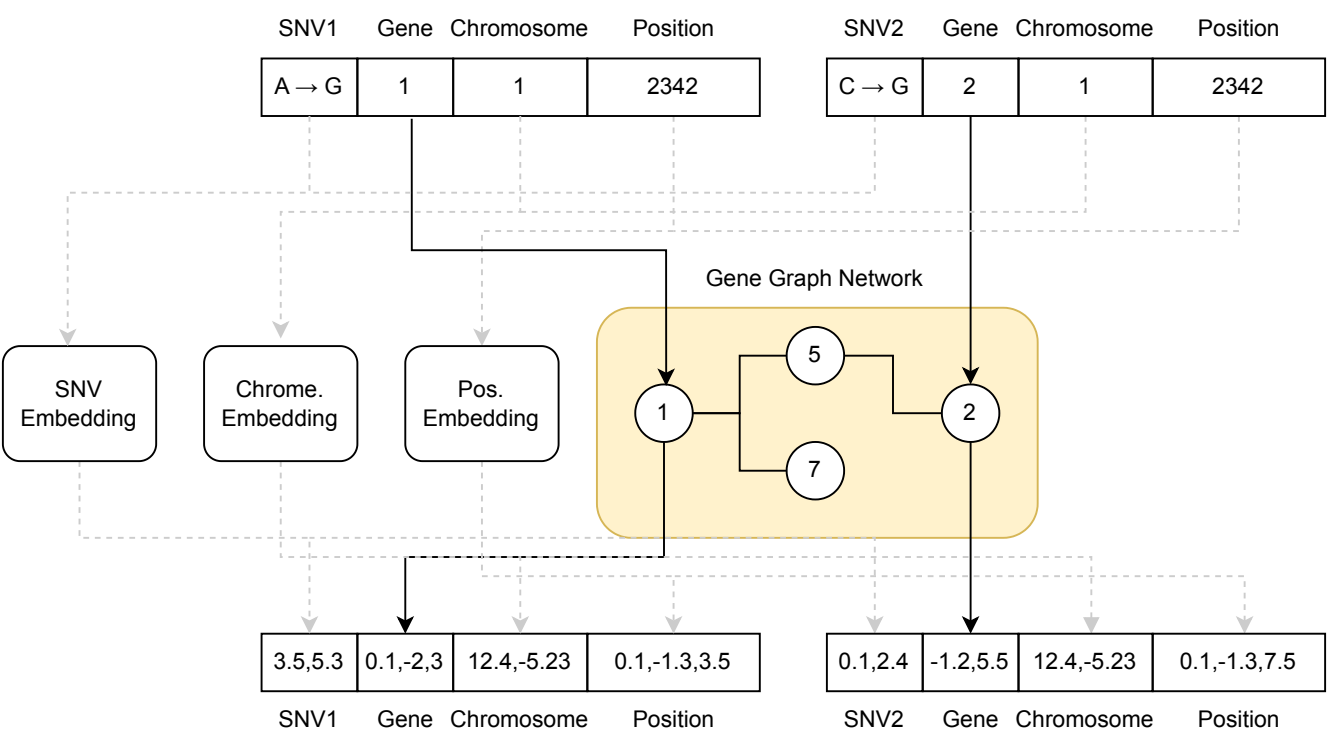 SNV1 Gene Chromosome Position
SNV2 Gene Chromosome Position
A → G 1 1 2342
C → G 2 1 2342
Gene Graph Network
SNV
Embedding
Chrome.
Embedding
Pos.
Embedding
1
5
7
2
3.5,5.3 0.1,-2,3 12.4,-5.23 0.1,-1.3,3.5
0.1,2.4 -1.2,5.5 12.4,-5.23 0.1,-1.3,7.5
SNV1 Gene Chromosome Position
SNV2 Gene Chromosome Position